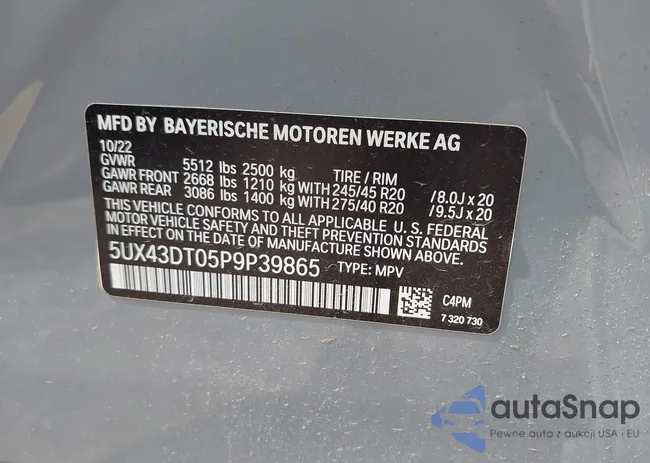 MFD BY BAYERISCHE MOTOREN WERKE AG
10/22
GVWR 5512 lbs 2500 kg TIRE / RIM
GAWR FRONT 2668 lbs 1210 kg WITH 245/45 R20 /8.0J x 20
GAWR REAR 3086 lbs 1400 kg WITH 275/40 R20 /9.5J x 20
THIS VEHICLE CONFORMS TO ALL APPLICABLE U. S. FEDERAL
MOTOR VEHICLE SAFETY AND THEFT PREVENTION STANDARDS
IN EFFECT ON THE DATE OF MANUFACTURE SHOWN ABOVE.
5UX43DT05P9P39865 TYPE: MPV
C4PM
7 320 730
autoSnap
Pewne auta z aukcji USA i EU